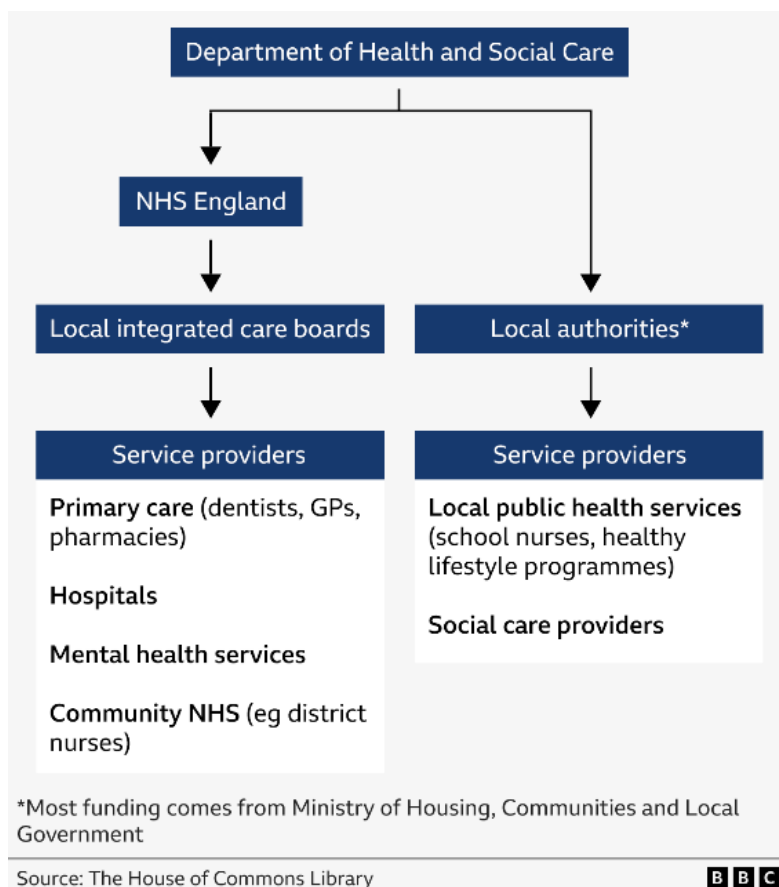 Department of Health and Social Care
NHS England
Local integrated care boards
Local authorities*
Service providers
Primary care (dentists, GPs,
pharmacies)
Hospitals
Mental health services
Community NHS (eg district
nurses)
Service providers
Local public health services
(school nurses, healthy
lifestyle programmes)
Social care providers
*Most funding comes from Ministry of Housing, Communities and Local
Government
Source: The House of Commons Library
BBC